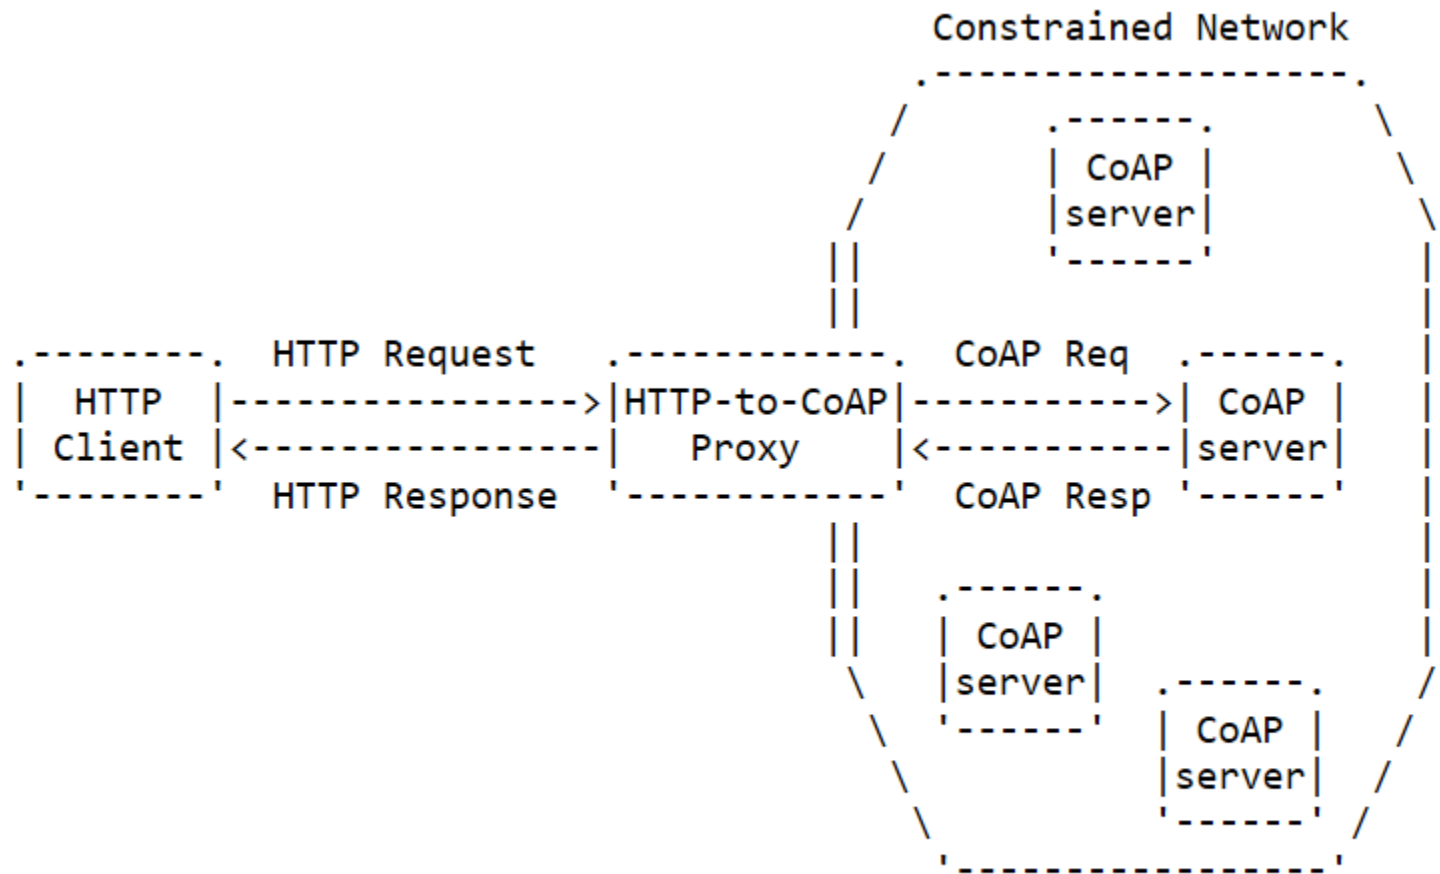 Constrained Network
CoAP
server
HTTP Request CoAP Req
HTTP HTTP-to-CoAP CoAP
Client Proxy server
HTTP Response CoAP Resp
CoAP
server
CoAP
server